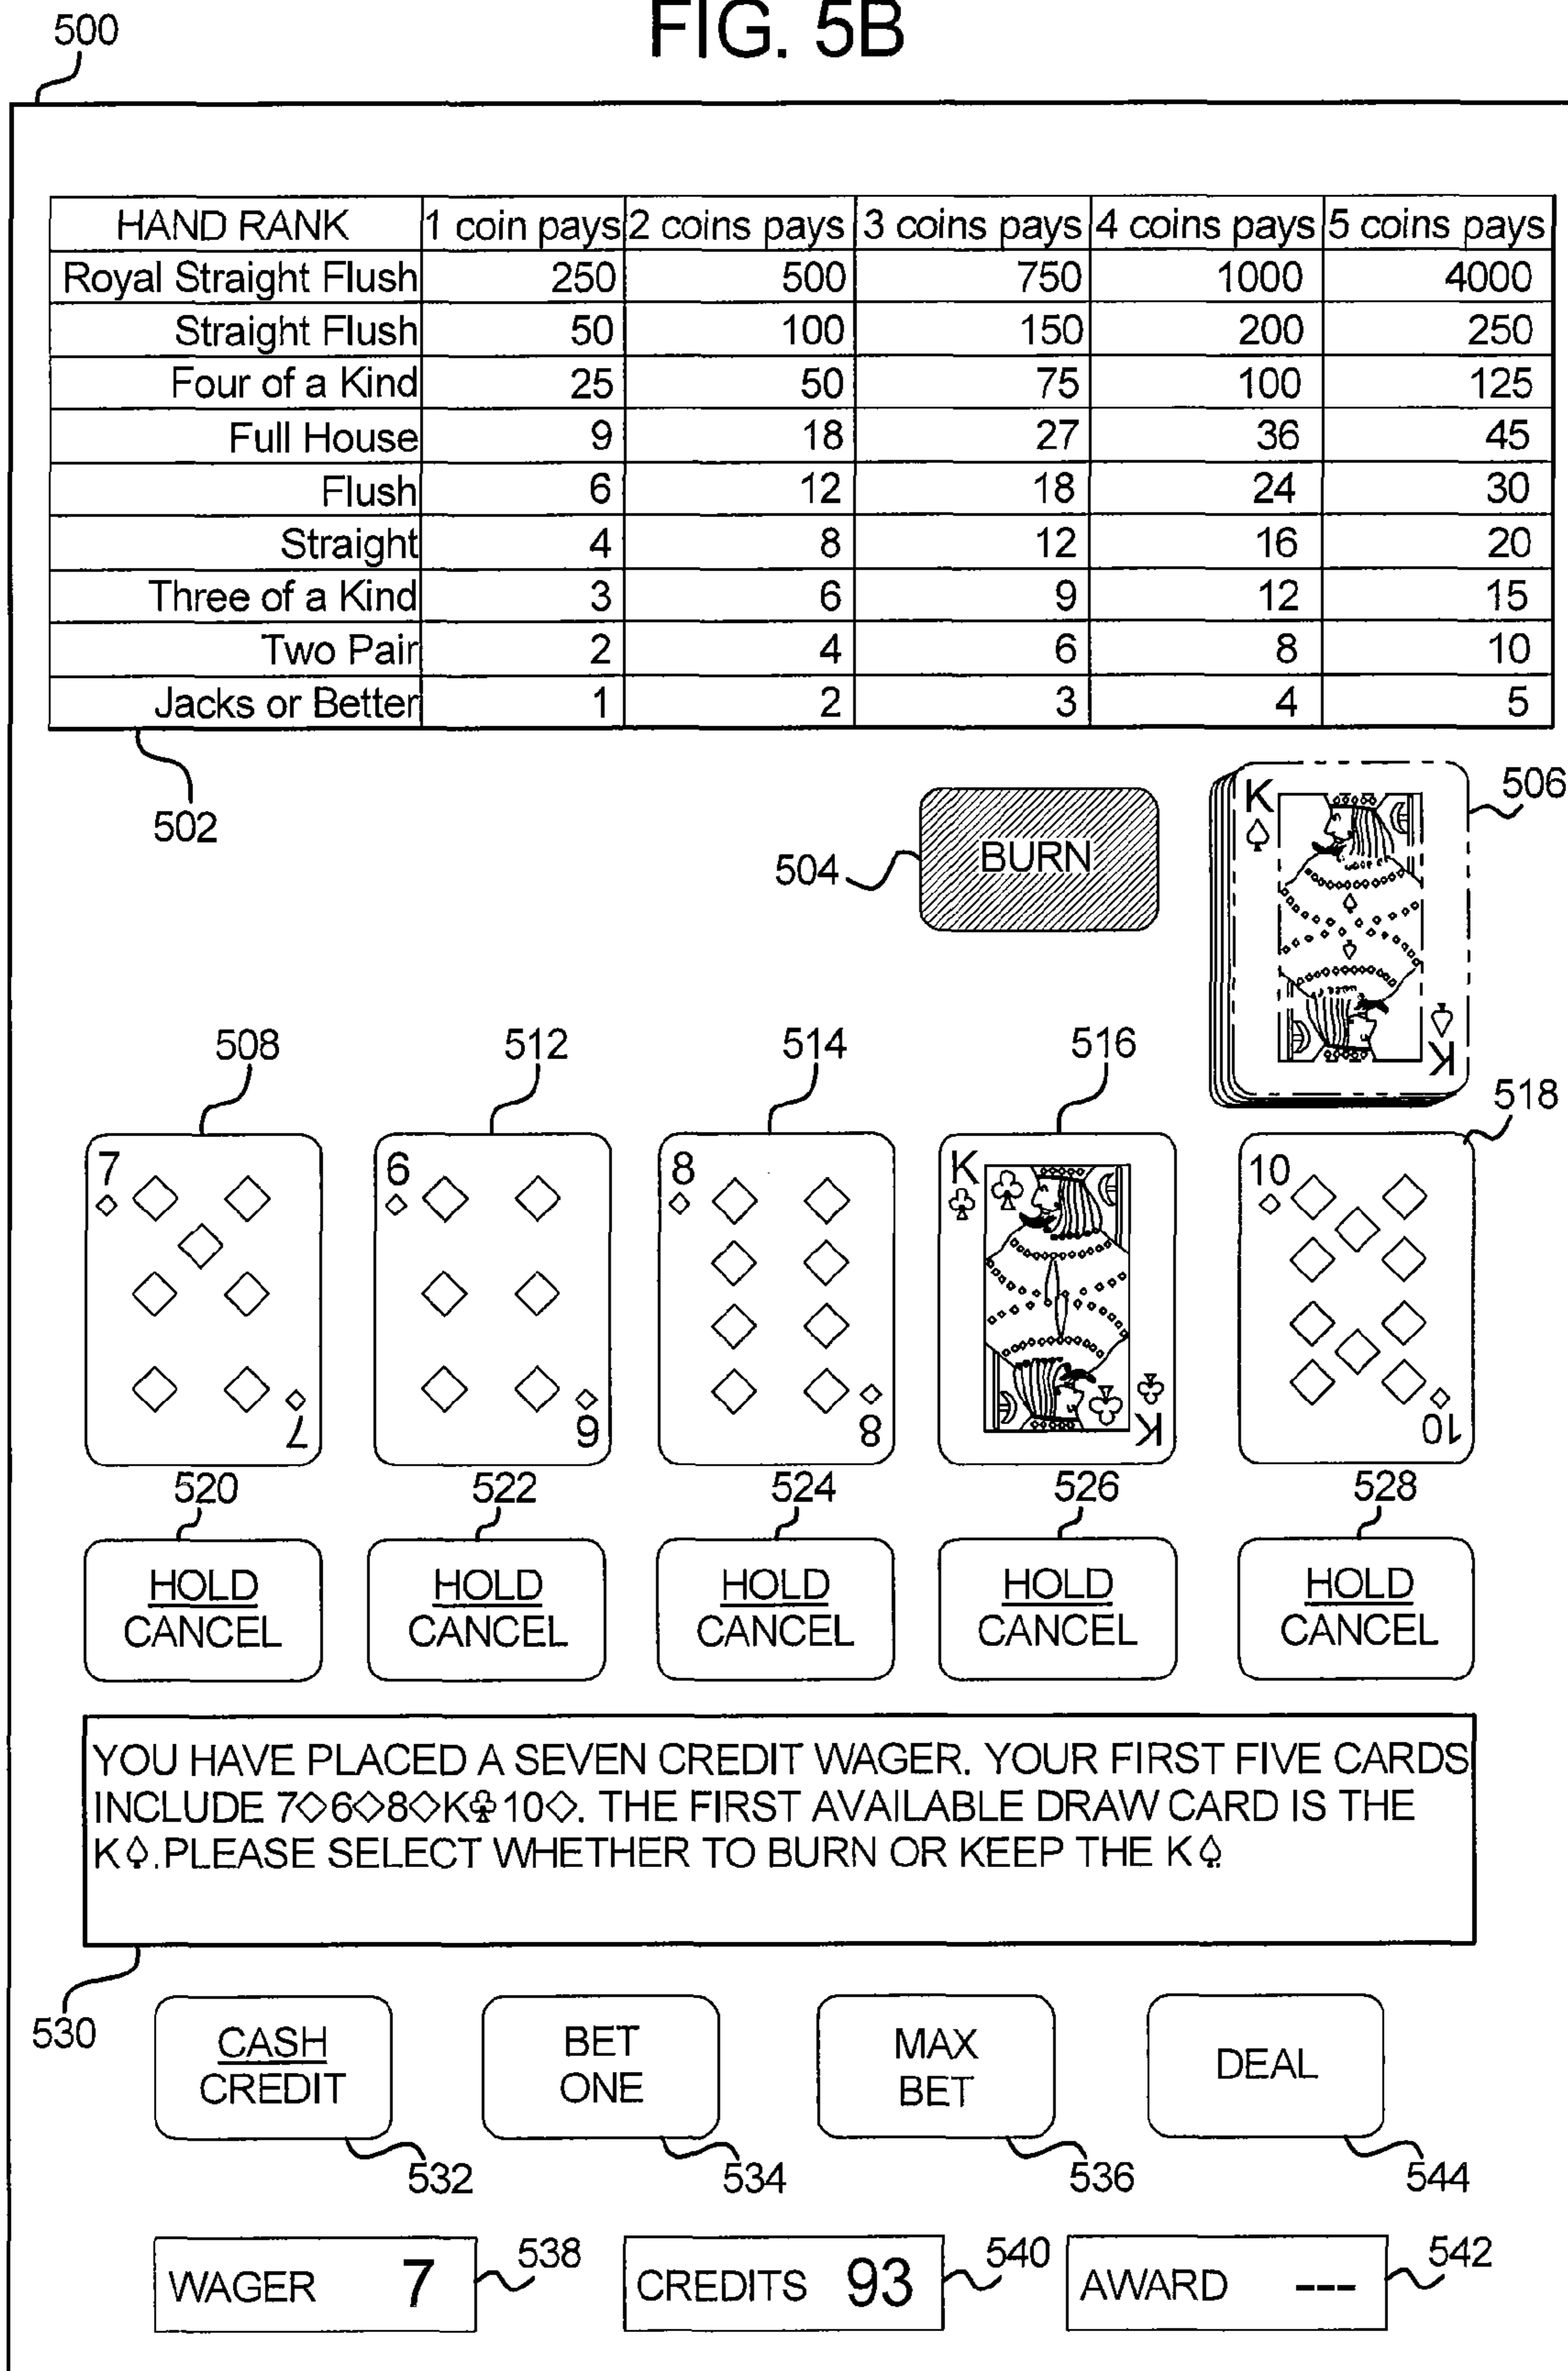 FIG. 5B
500
HAND RANK 1 coin pays 2 coins pays 3 coins pays 4 coins pays 5 coins pays
Royal Straight Flush 250 500 750 1000 4000
Straight Flush 50 100 150 200 250
Four of a Kind 25 50 75 100 125
Full House 9 18 27 36 45
Flush 6 12 18 24 30
Straight 4 8 12 16 20
Three of a Kind 3 6 9 12 15
Two Pair 2 4 6 8 10
Jacks or Better 1 2 3 4 5
502
504
BURN
K♤
K♤
506
508 512 514 516 518
7♢ 6♢ 8♢ K♧ 10♢
7♢ 6♢ 8♢ K♧ 10♢
520 522 524 526 528
HOLD HOLD HOLD HOLD HOLD
CANCEL CANCEL CANCEL CANCEL CANCEL
YOU HAVE PLACED A SEVEN CREDIT WAGER. YOUR FIRST FIVE CARDS
INCLUDE 7♢6♢8♢K♧10♢. THE FIRST AVAILABLE DRAW CARD IS THE
K♤.PLEASE SELECT WHETHER TO BURN OR KEEP THE K♤.
530
CASH BET MAX DEAL
CREDIT ONE BET
532 534 536 544
WAGER 7 538 CREDITS 93 540 AWARD --- 542